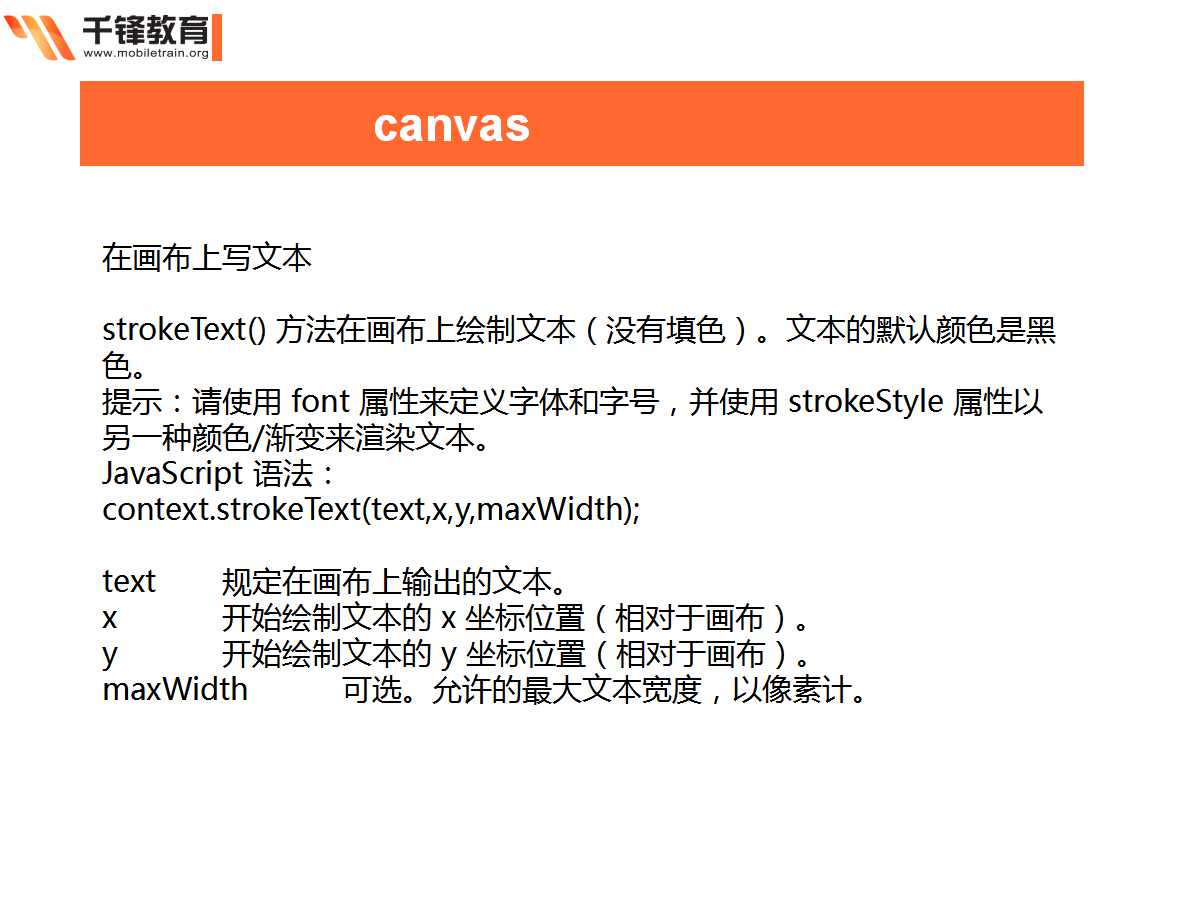 千锋教育
www.mobiletrain.org
canvas
在画布上写文本
strokeText() 方法在画布上绘制文本（没有填色）。文本的默认颜色是黑
色。
提示：请使用 font 属性来定义字体和字号，并使用 strokeStyle 属性以
另一种颜色/渐变来渲染文本。
JavaScript 语法：
context.strokeText(text,x,y,maxWidth);
text 规定在画布上输出的文本。
x 开始绘制文本的 x 坐标位置（相对于画布）。
y 开始绘制文本的 y 坐标位置（相对于画布）。
maxWidth 可选。允许的最大文本宽度，以像素计。